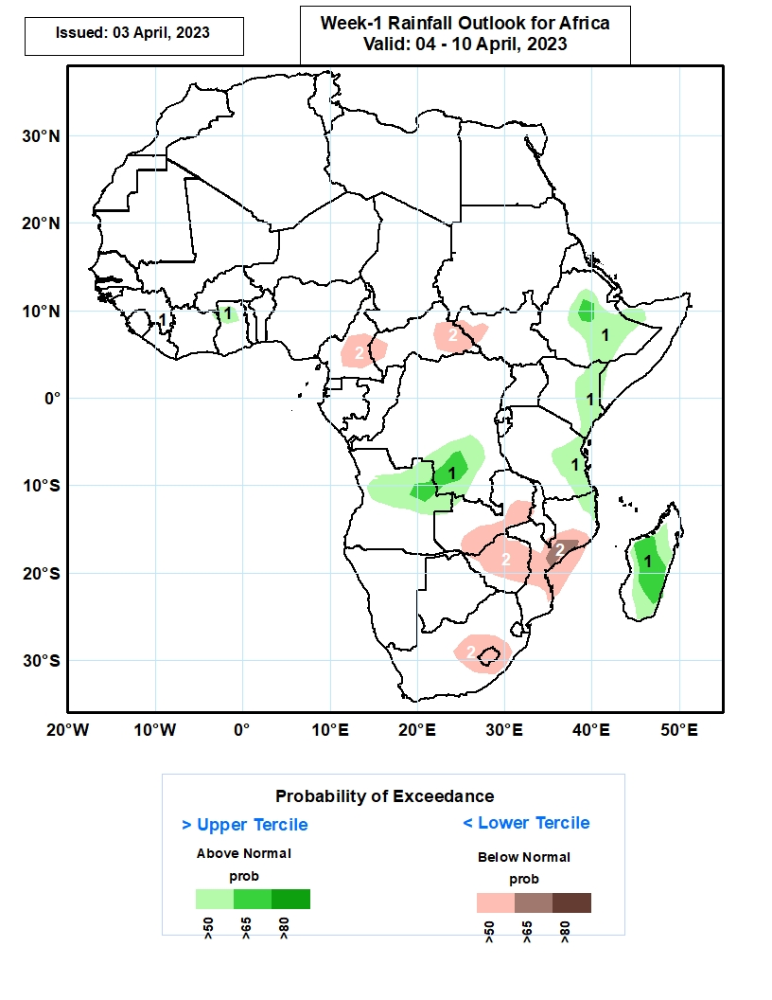 Issued: 03 April, 2023
Week-1 Rainfall Outlook for Africa
Valid: 04 - 10 April, 2023
30°N
20°N
10°N
0°
10°S
20°S
30°S
1
1
2
2
1
1
1
1
2
2
1
2
20°W
10°W
0°
10°E
20°E
30°E
40°E
50°E
Probability of Exceedance
> Upper Tercile
< Lower Tercile
Above Normal
Below Normal
prob
prob
>50
>65
>80
>50
>65
>80